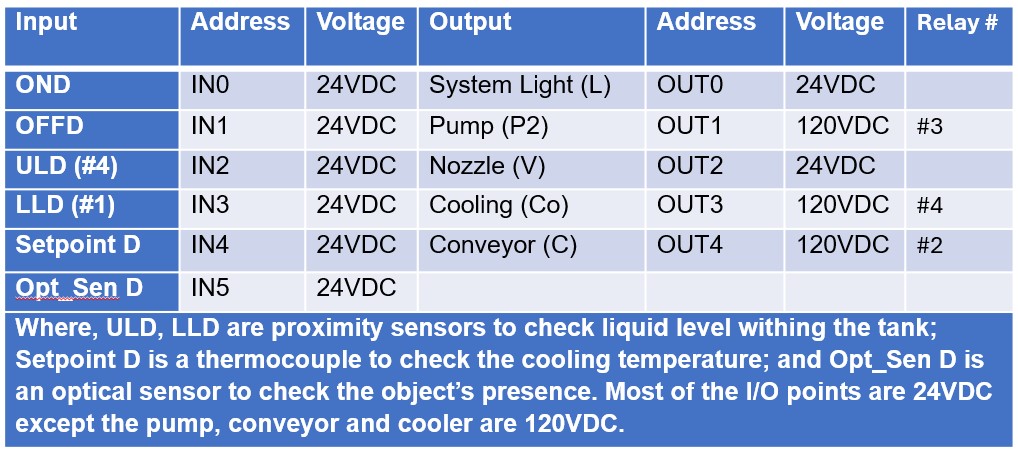 Input Address Voltage Output Address Voltage Relay #
OND IN0 24VDC System Light (L) OUT0 24VDC
OFFD IN1 24VDC Pump (P2) OUT1 120VDC #3
ULD (#4) IN2 24VDC Nozzle (V) OUT2 24VDC
LLD (#1) IN3 24VDC Cooling (Co) OUT3 120VDC #4
Setpoint D IN4 24VDC Conveyor (C) OUT4 120VDC #2
Opt_Sen D IN5 24VDC
Where, ULD, LLD are proximity sensors to check liquid level withing the tank;
Setpoint D is a thermocouple to check the cooling temperature; and Opt_Sen D is
an optical sensor to check the object’s presence. Most of the I/O points are 24VDC
except the pump, conveyor and cooler are 120VDC.